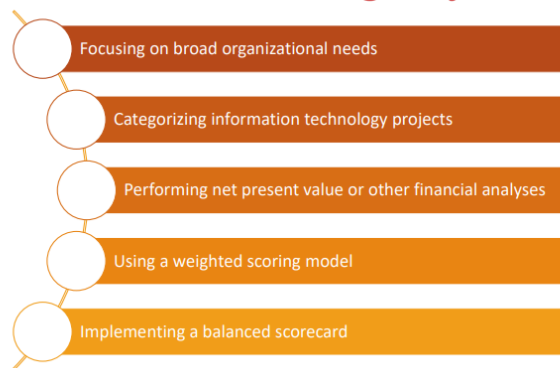 Focusing on broad organizational needs
Categorizing information technology projects
Performing net present value or other financial analyses
Using a weighted scoring model
Implementing a balanced scorecard